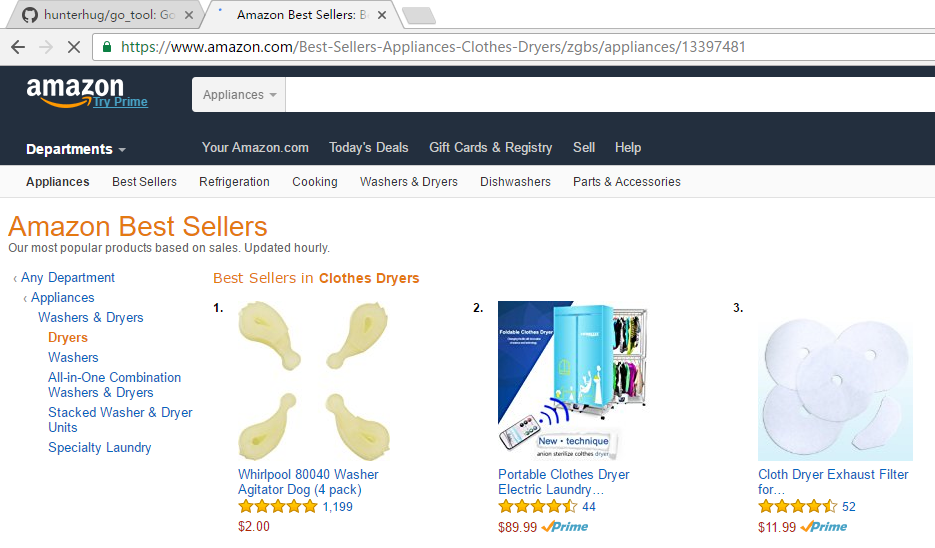 hunterhug/go_tool: Go
Amazon Best Sellers: B
https://www.amazon.com/Best-Sellers-Appliances-Clothes-Dryers/zgbs/appliances/13397481
amazon
Try Prime
Appliances
Departments
Your Amazon.com Today's Deals Gift Cards & Registry Sell Help
Appliances Best Sellers Refrigeration Cooking Washers & Dryers Dishwashers Parts & Accessories
Amazon Best Sellers
Our most popular products based on sales. Updated hourly.
‹ Any Department
‹ Appliances
Washers & Dryers
Dryers
Washers
All-in-One Combination
Washers & Dryers
Stacked Washer & Dryer
Units
Specialty Laundry
Best Sellers in Clothes Dryers
1.
Whirlpool 80040 Washer
Agitator Dog (4 pack)
1,199
$2.00
2.
Foldable Clothes Dryer
New · technique
anion sterilize colthes dryer
Portable Clothes Dryer
Electric Laundry...
44
$89.99 Prime
3.
Cloth Dryer Exhaust Filter
for...
52
$11.99 Prime